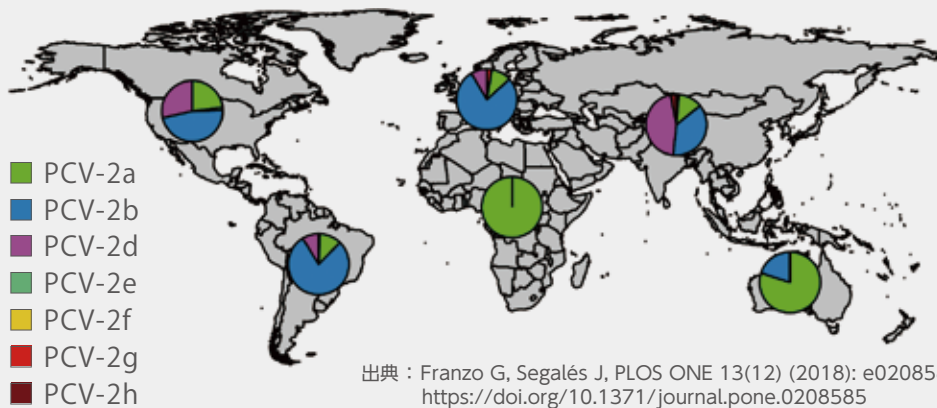 PCV-2a
PCV-2b
PCV-2d
PCV-2e
PCV-2f
PCV-2g
PCV-2h
出典：Franzo G, Segalés J, PLOS ONE 13(12) (2018): e02085
https://doi.org/10.1371/journal.pone.0208585